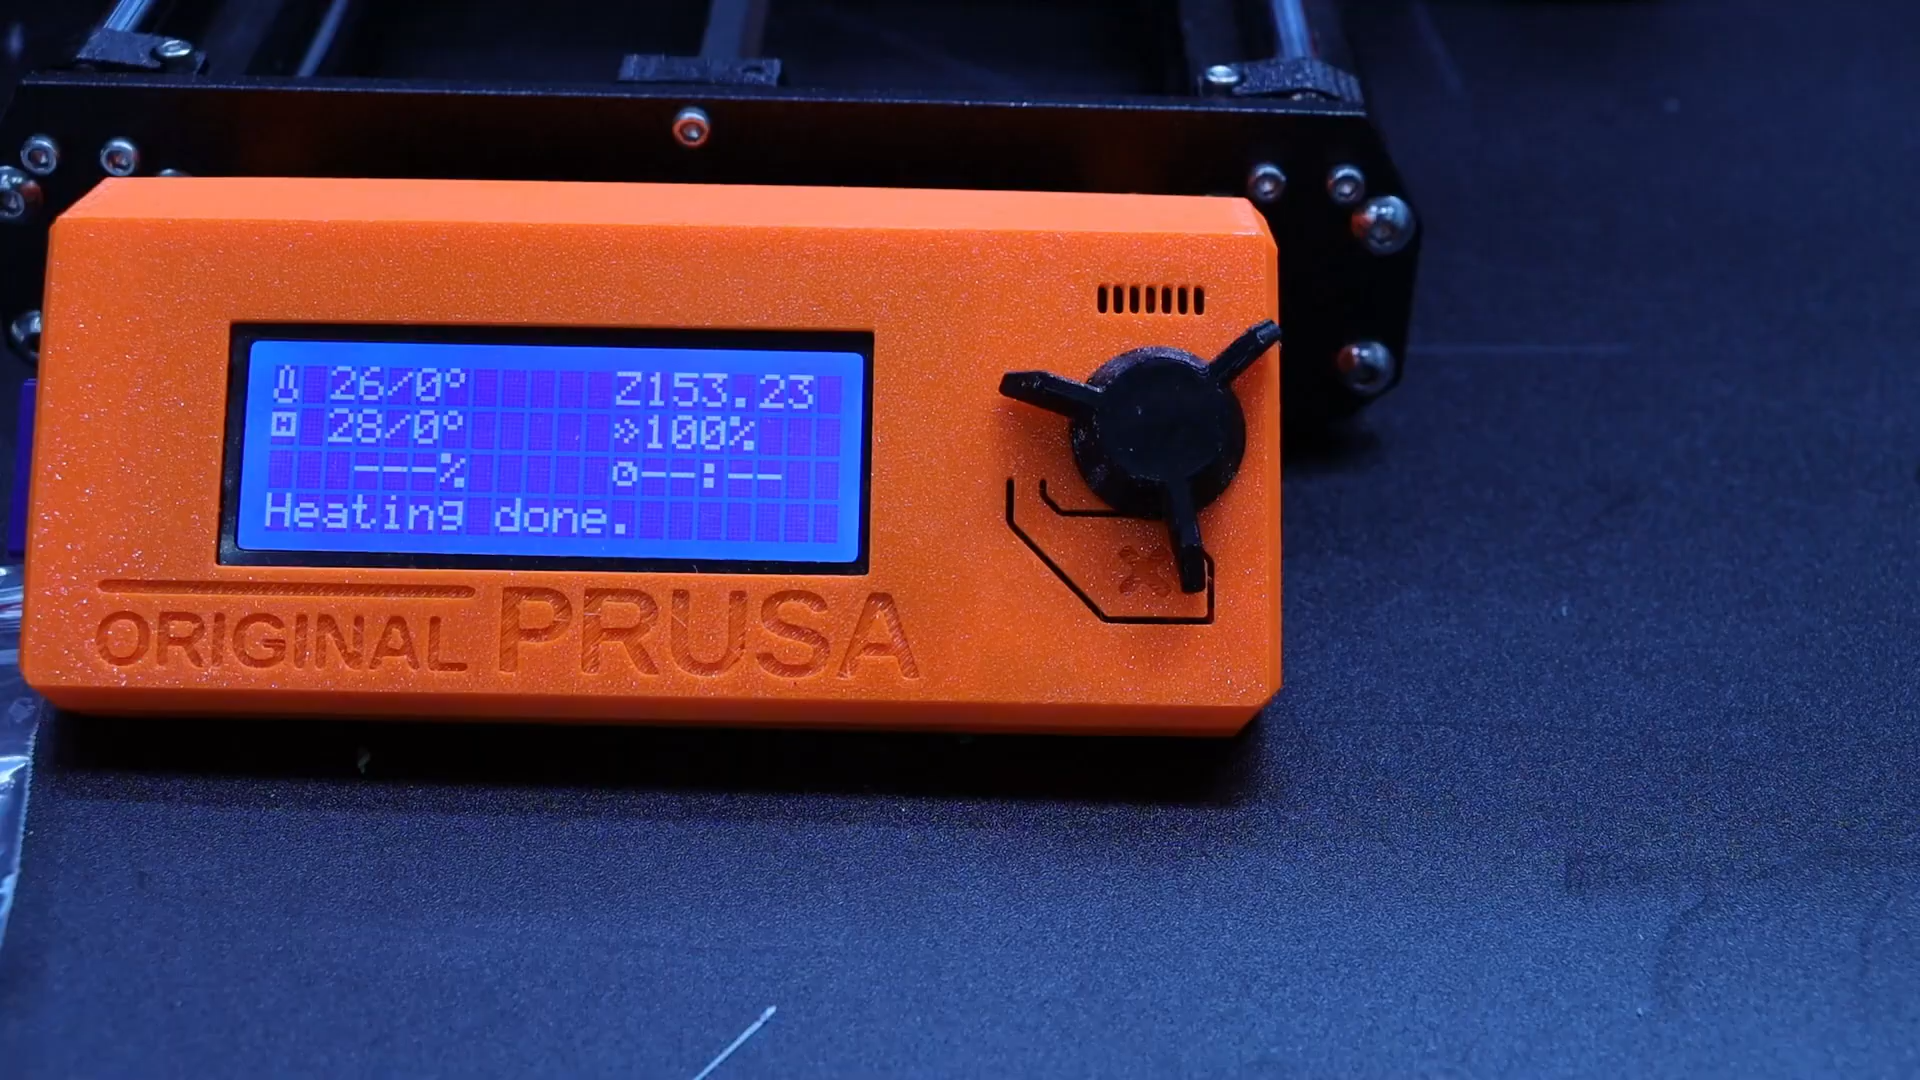 26/0° Z153.23
28/0° »100%
---% --:--
Heating done.
ORIGINAL PRUSA